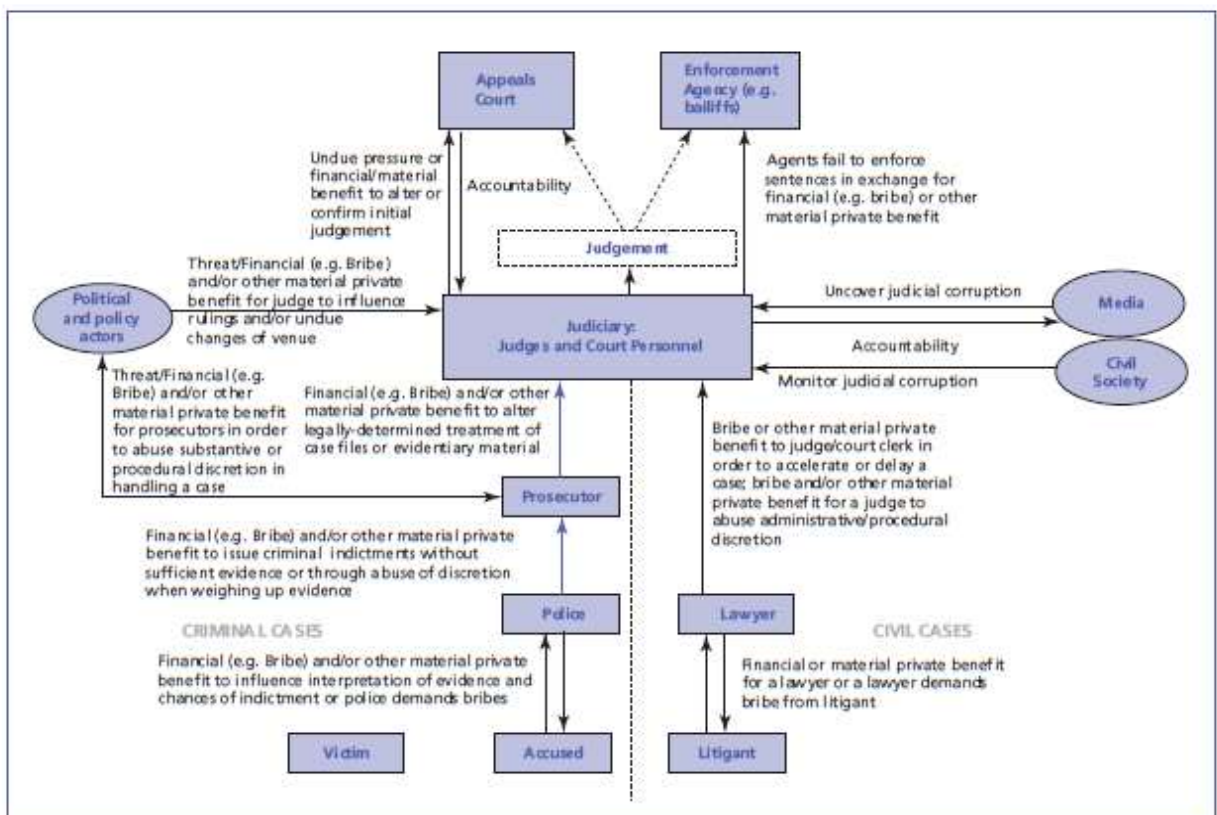 Appeals
Court
Enforcement
Agency (e.g.
bailiffs)
Undue pressure or
financial/material
benefit to alter or
confirm initial
judgement
Accountability
Agents fail to enforce
sentences in exchange for
financial (e.g. bribe) or other
material private benefit
Judgement
Threat/Financial (e.g. Bribe)
and/or other material private
benefit for judge to influence
rulings and/or undue
changes of venue
Political
and policy
actors
Judiciary:
Judges and Court Personnel
Uncover judicial corruption
Media
Accountability
Civil
Society
Monitor judicial corruption
Threat/Financial (e.g.
Bribe) and/or other
material private benefit
for prosecutors in order
to abuse substantive or
procedural discretion in
handling a case
Financial (e.g. Bribe) and/or other
material private benefit to alter
legally-determined treatment of
case files or evidentiary material
Bribe or other material private
benefit to judge/court clerk in
order to accelerate or delay a
case; bribe and/or other material
private benefit for a judge to
abuse administrative/procedural
discretion
Prosecutor
Financial (e.g. Bribe) and/or other material private
benefit to issue criminal indictments without
sufficient evidence or through abuse of discretion
when weighing up evidence
Police
Lawyer
CRIMINAL CASES
CIVIL CASES
Financial (e.g. Bribe) and/or other material private
benefit to influence interpretation of evidence and
chances of indictment or police demands bribes
Financial or material private benefit
for a lawyer or a lawyer demands
bribe from litigant
Victim
Accused
Litigant